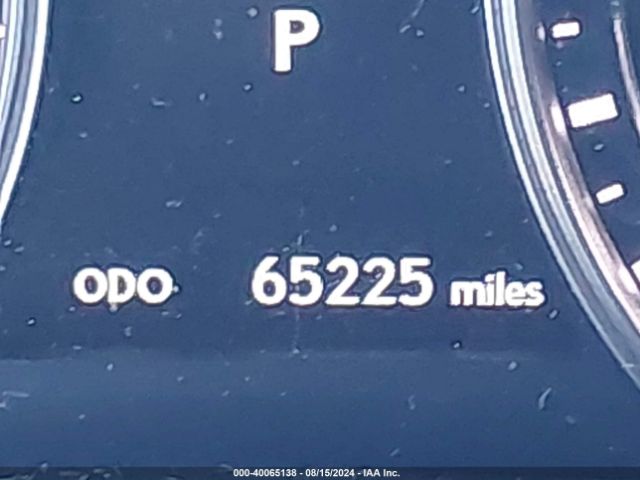 P
ODO 65225 miles
000-40065138 - 08/15/2024 - IAA Inc.